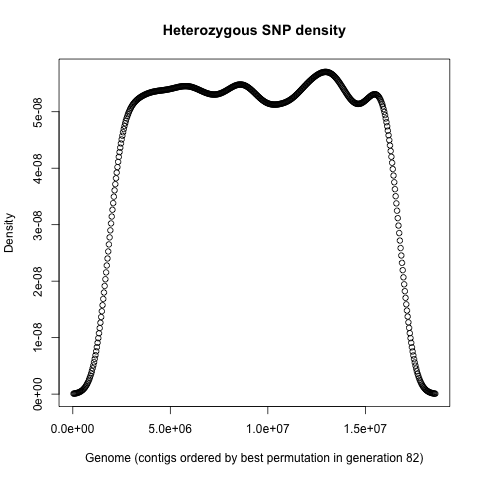 Heterozygous SNP density
Density
5e-08
4e-08
3e-08
2e-08
1e-08
0e+00
0.0e+00 5.0e+06 1.0e+07 1.5e+07
Genome (contigs ordered by best permutation in generation 82)